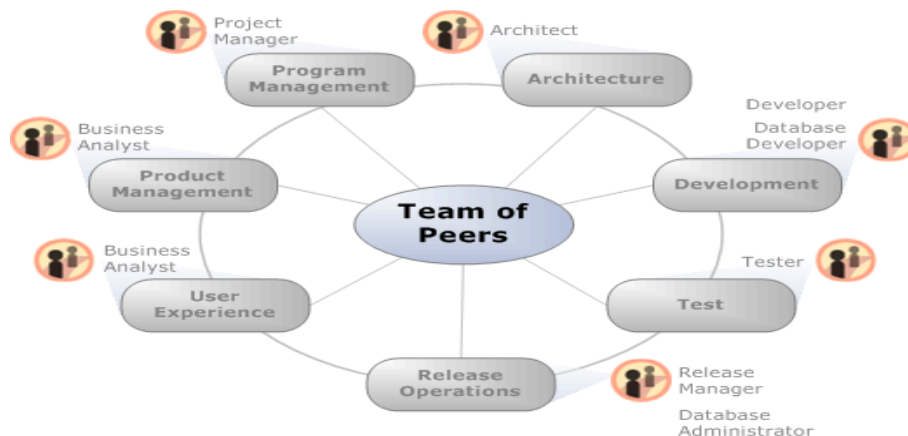 Project
Manager
Program
Management
Architect
Architecture
Developer
Database
Developer
Development
Business
Analyst
Product
Management
Team of
Peers
Business
Analyst
User
Experience
Tester
Test
Release
Operations
Release
Manager
Database
Administrator